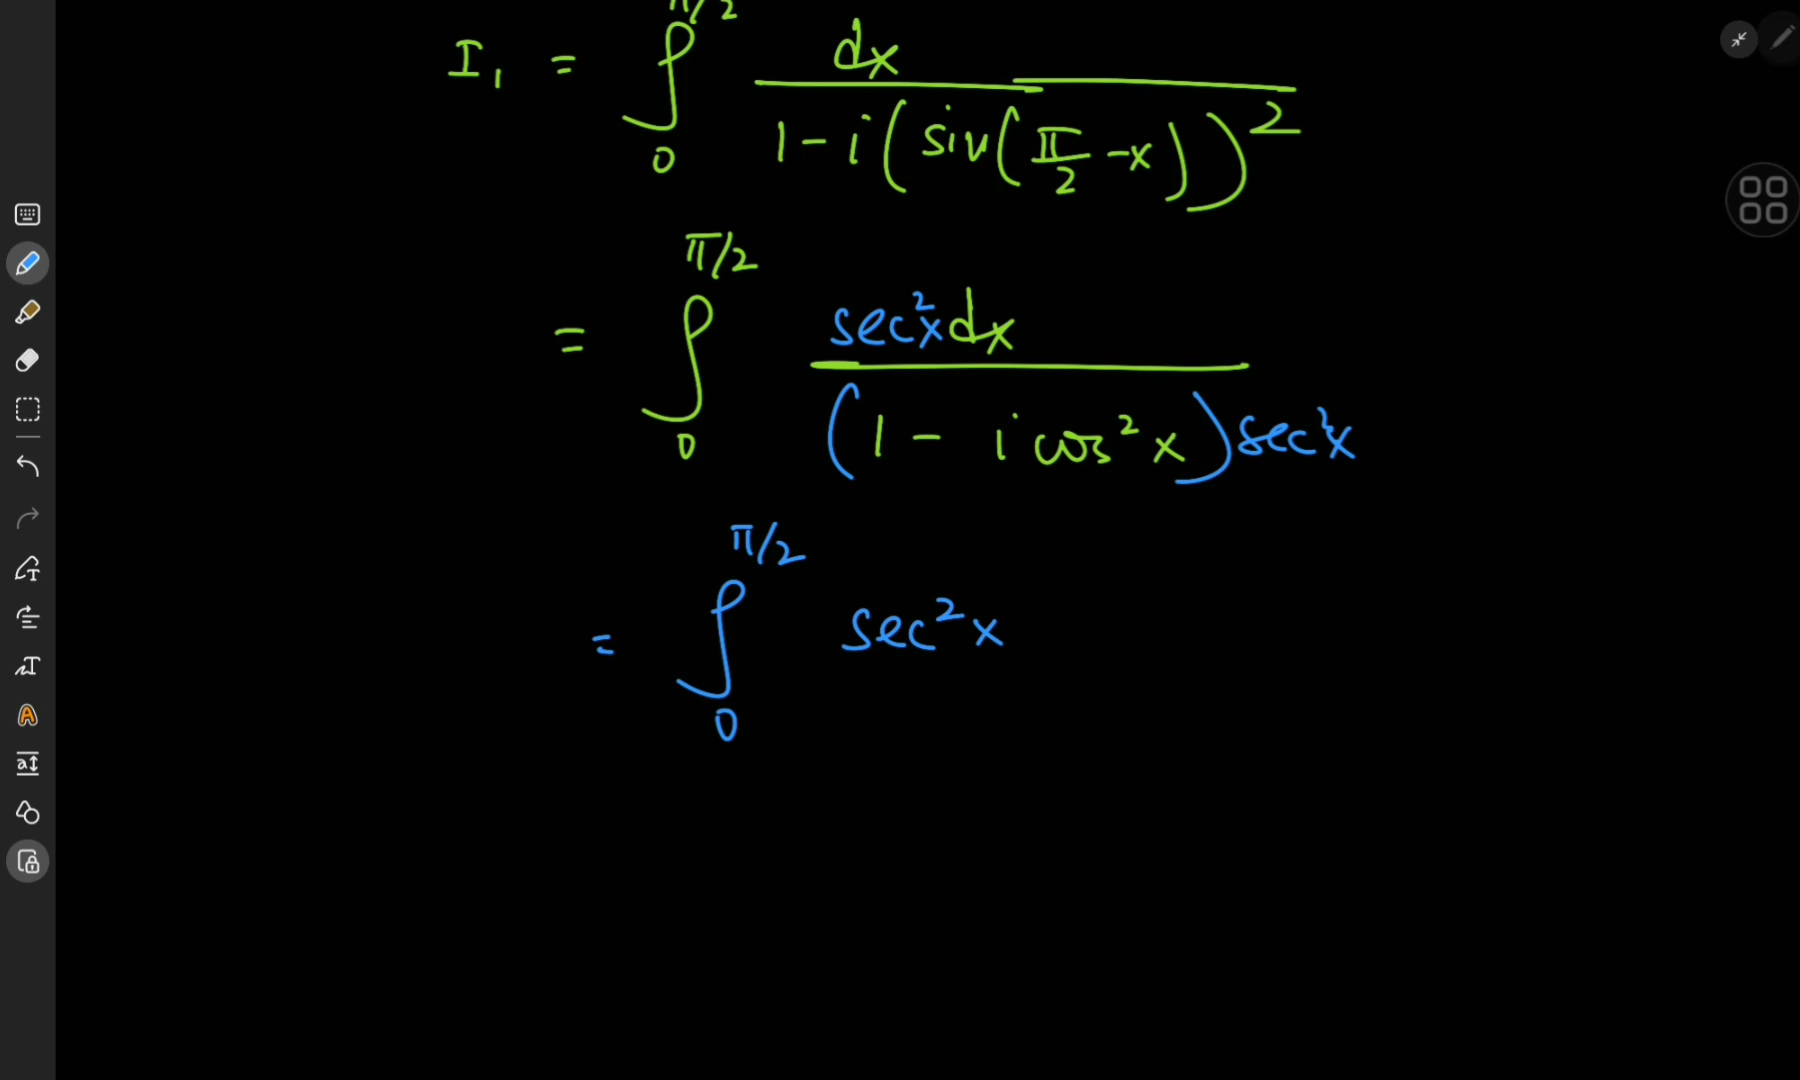 I₁ = ∫₀^(π/2) dx / (1 - i(sin(π/2 - x))²)
= ∫₀^(π/2) sec²x dx / ((1 - i cos²x) sec²x)
= ∫₀^(π/2) sec²x